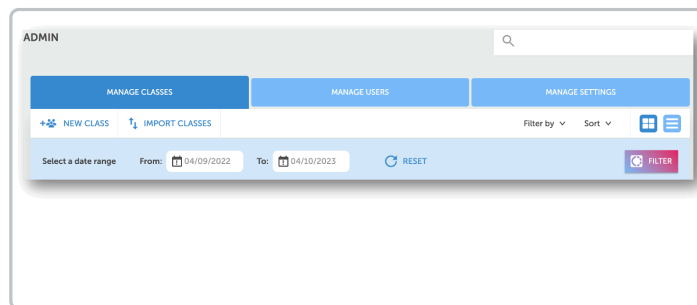 ADMIN
MANAGE CLASSES MANAGE USERS MANAGE SETTINGS
NEW CLASS IMPORT CLASSES Filter by Sort
Select a date range From: 04/09/2022 To: 04/10/2023 RESET FILTER